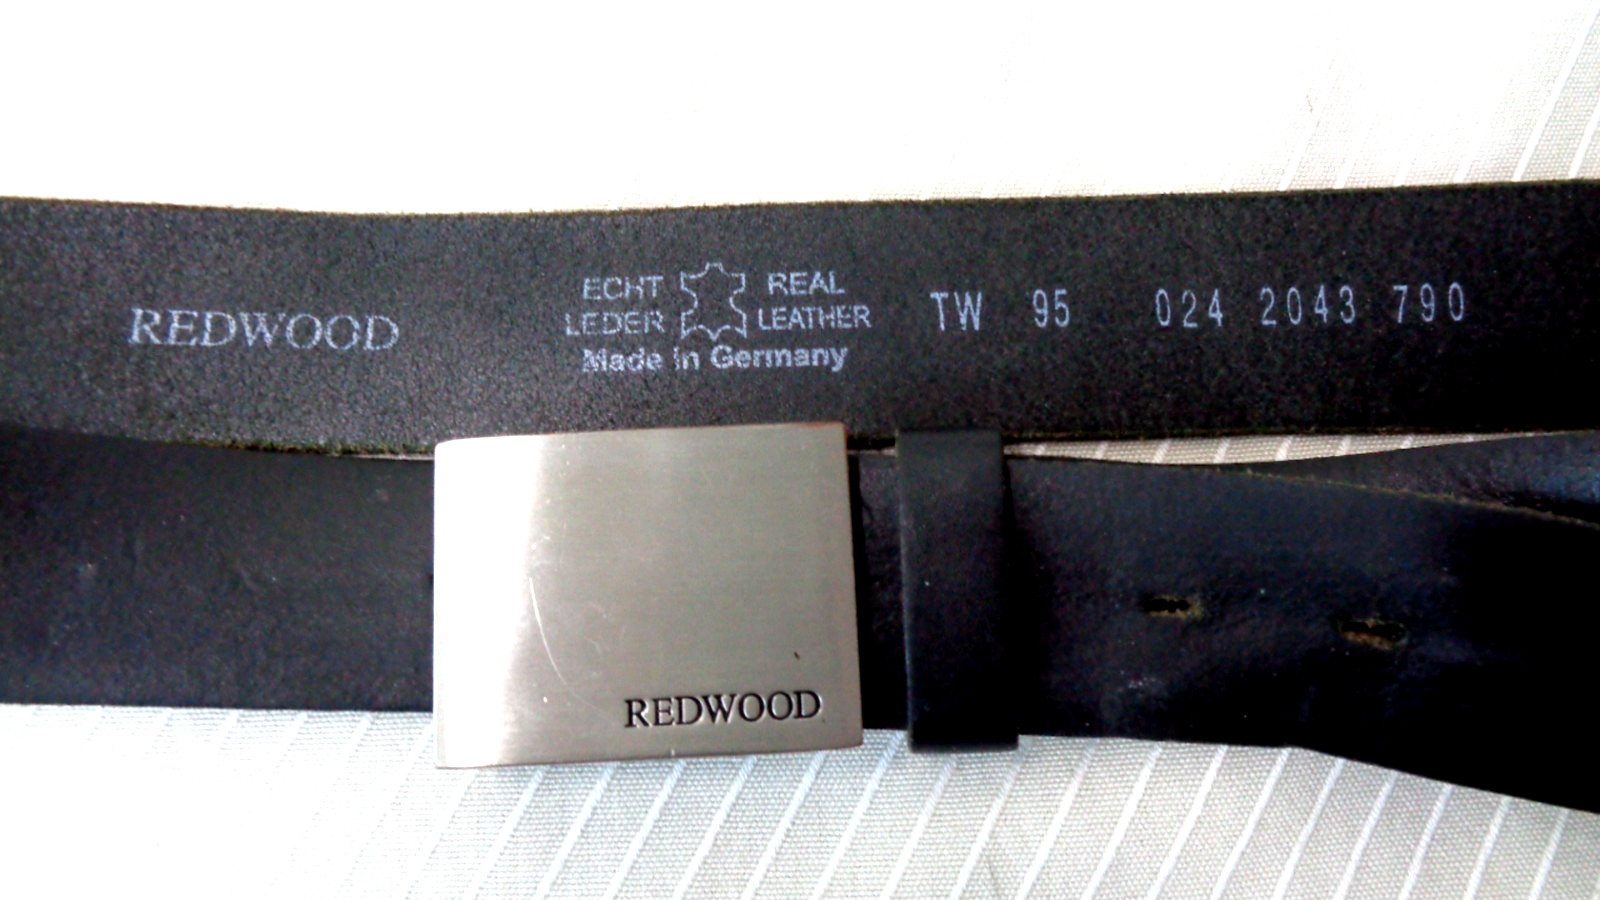 REDWOOD
ECHT REAL
LEDER LEATHER
Made in Germany
TW 95 024 2043 790
REDWOOD